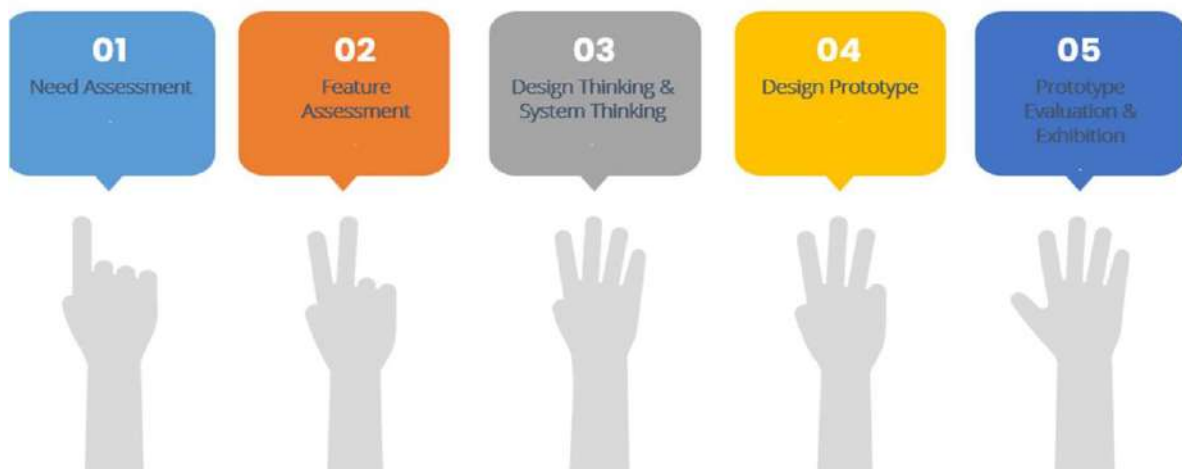 01
Need Assessment
02
Feature
Assessment
03
Design Thinking &
System Thinking
04
Design Prototype
05
Prototype
Evaluation &
Exhibition